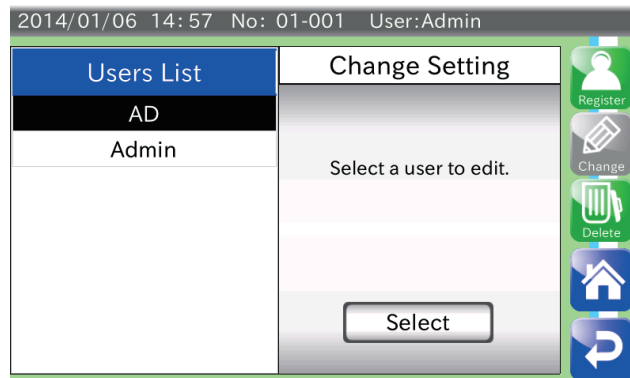 2014/01/06 14:57 No: 01-001 User:Admin
Users List
AD
Admin
Change Setting
Select a user to edit.
Select
Register
Change
Delete